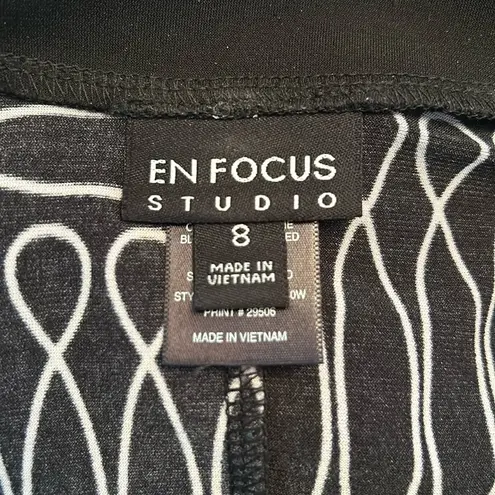 EN FOCUS
STUDIO
8
MADE IN
VIETNAM
PRINT # 29506
MADE IN VIETNAM